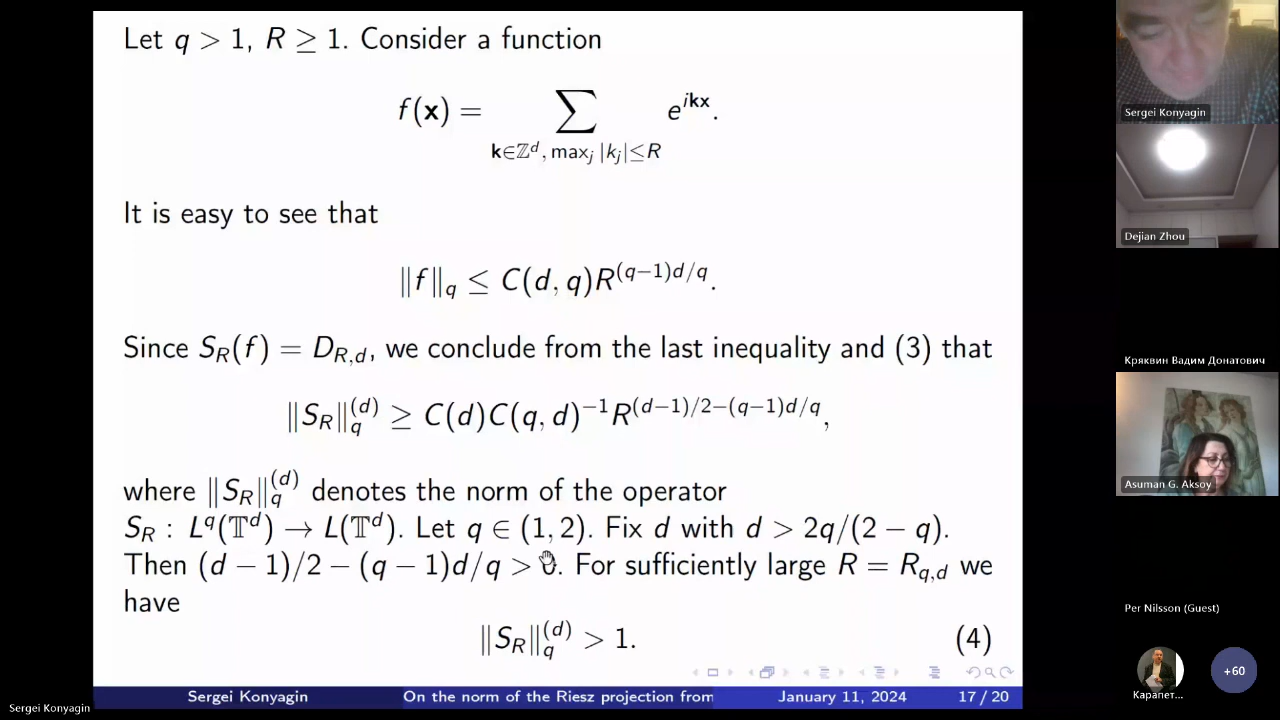 Let q > 1, R ≥ 1. Consider a function
f(x) = ∑ e^{ikx}.
k∈ℤ^d, max_j |k_j|≤R
It is easy to see that
‖f‖_q ≤ C(d, q)R^{(q−1)d/q}.
Since S_R(f) = D_{R,d}, we conclude from the last inequality and (3) that
‖S_R‖_q^{(d)} ≥ C(d)C(q, d)^{−1}R^{(d−1)/2−(q−1)d/q},
where ‖S_R‖_q^{(d)} denotes the norm of the operator
S_R : L^q(𝕋^d) → L(𝕋^d). Let q ∈ (1, 2). Fix d with d > 2q/(2 − q).
Then (d − 1)/2 − (q − 1)d/q > 0. For sufficiently large R = R_{q,d} we
have
‖S_R‖_q^{(d)} > 1. (4)
Sergei Konyagin On the norm of the Riesz projection from January 11, 2024 17 / 20
Sergei Konyagin
Sergei Konyagin
Dejian Zhou
Кряквин Вадим Донатович
Asuman G. Aksoy
Per Nilsson (Guest)
Карапет...
+60